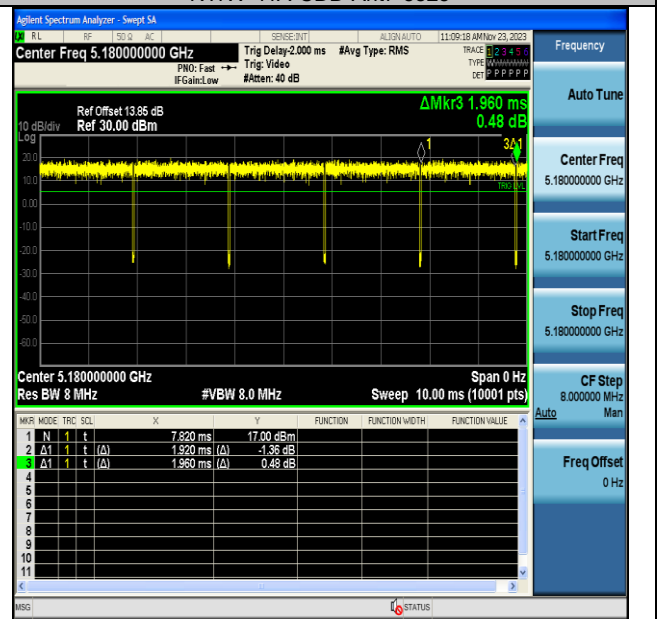 Agilent Spectrum Analyzer - Swept SA
RL RF 50 Ω AC SENSE:INT ALIGN AUTO 11:09:18 AM Nov 23, 2023
Center Freq 5.180000000 GHz
PNO: Fast
IFGain:Low
Trig Delay-2.000 ms
Trig: Video
#Atten: 40 dB
#Avg Type: RMS
TRACE 1 2 3 4 5 6
TYPE WWWWWW
DET P P P P P P
Frequency
Auto Tune
Center Freq
5.180000000 GHz
Start Freq
5.180000000 GHz
Stop Freq
5.180000000 GHz
CF Step
8.000000 MHz
Auto Man
Freq Offset
0 Hz
ΔMkr3 1.960 ms
0.48 dB
Ref Offset 13.85 dB
10 dB/div Ref 30.00 dBm
Log
20.0
10.0
0.00
-10.0
-20.0
-30.0
-40.0
-50.0
-60.0
1
3Δ1
TRIG LVL
Center 5.180000000 GHz Span 0 Hz
Res BW 8 MHz #VBW 8.0 MHz Sweep 10.00 ms (10001 pts)
MKR MODE TRC SCL X Y FUNCTION FUNCTION WIDTH FUNCTION VALUE
1 N 1 t 7.820 ms 17.00 dBm
2 Δ1 1 t (Δ) 1.920 ms (Δ) -1.36 dB
3 Δ1 1 t (Δ) 1.960 ms (Δ) 0.48 dB
4
5
6
7
8
9
10
11
MSG STATUS